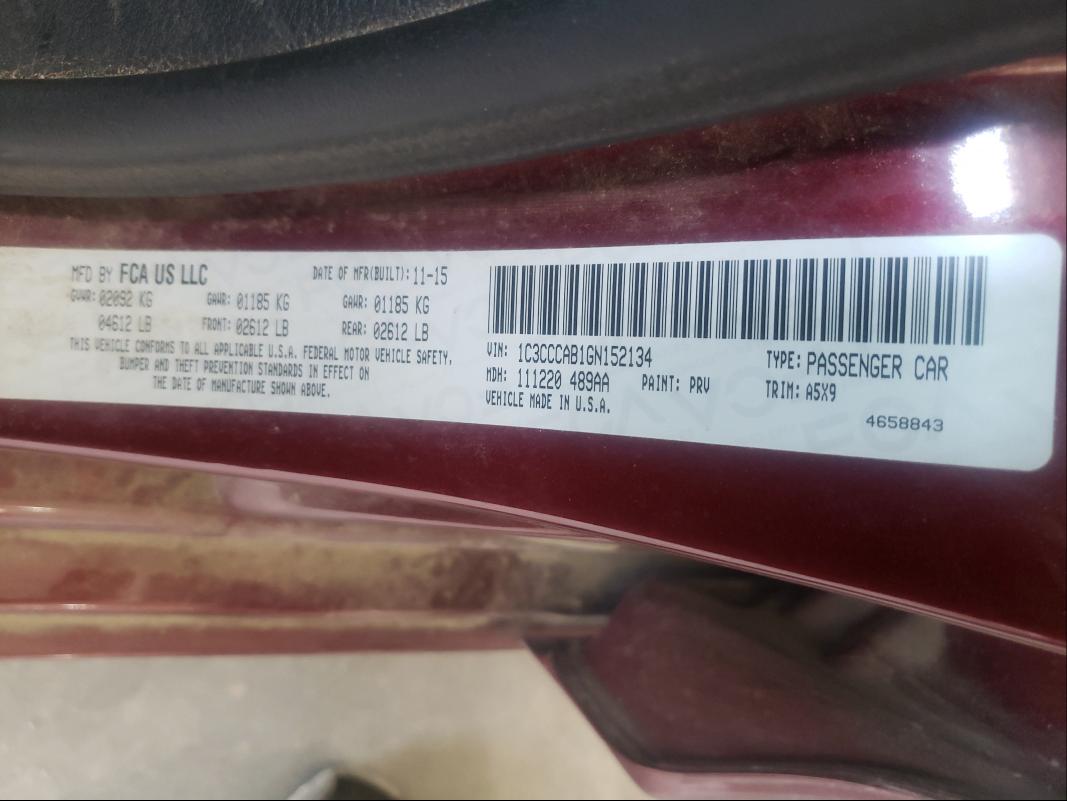 MFD BY FCA US LLC DATE OF MFR(BUILT): 11-15
GVWR: 02092 KG GAWR: 01185 KG GAWR: 01185 KG
04612 LB FRONT: 02612 LB REAR: 02612 LB
THIS VEHICLE CONFORMS TO ALL APPLICABLE U.S.A. FEDERAL MOTOR VEHICLE SAFETY,
BUMPER AND THEFT PREVENTION STANDARDS IN EFFECT ON
THE DATE OF MANUFACTURE SHOWN ABOVE.
VIN: 1C3CCCAB1GN152134 TYPE: PASSENGER CAR
MDH: 111220 489AA PAINT: PRV TRIM: A5X9
VEHICLE MADE IN U.S.A.
4658843